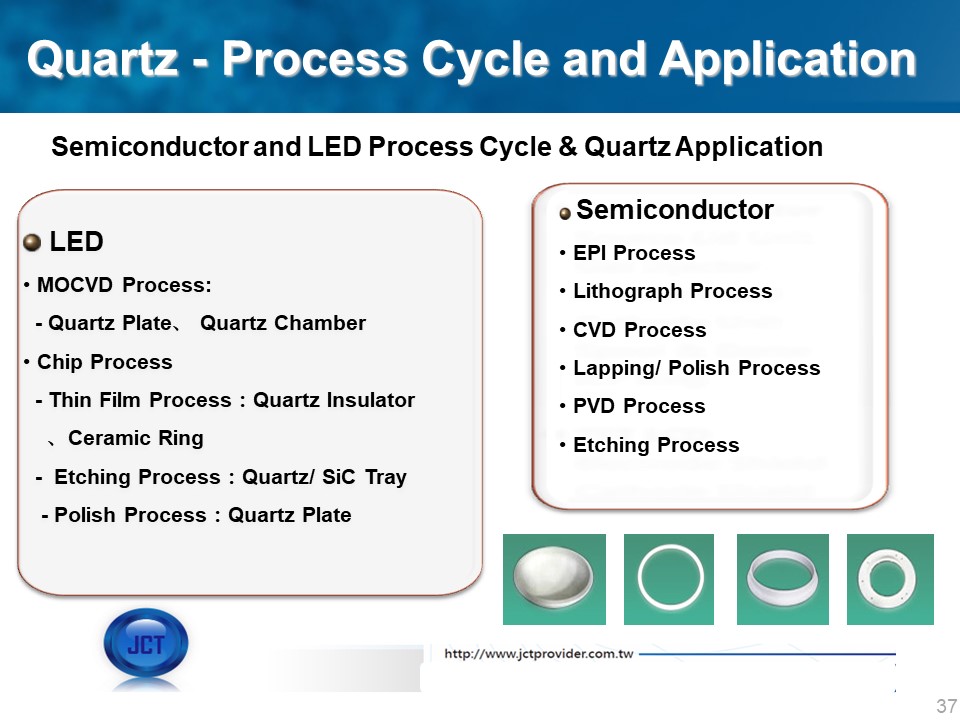 Quartz - Process Cycle and Application
Semiconductor and LED Process Cycle & Quartz Application
LED
• MOCVD Process:
- Quartz Plate、 Quartz Chamber
• Chip Process
- Thin Film Process : Quartz Insulator
、Ceramic Ring
- Etching Process : Quartz/ SiC Tray
- Polish Process : Quartz Plate
Semiconductor
• EPI Process
• Lithograph Process
• CVD Process
• Lapping/ Polish Process
• PVD Process
• Etching Process
JCT
http://www.jctprovider.com.tw
37